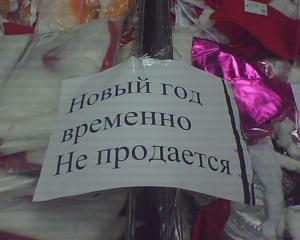 Новый год
временно
Не продается